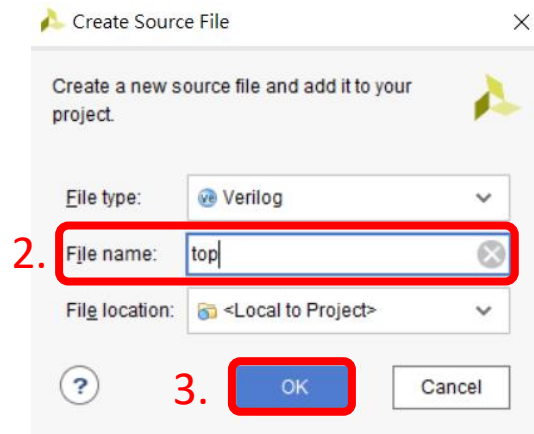 Create Source File
Create a new source file and add it to your
project.
File type: Verilog
2. File name: top
File location: <Local to Project>
? 3. OK Cancel